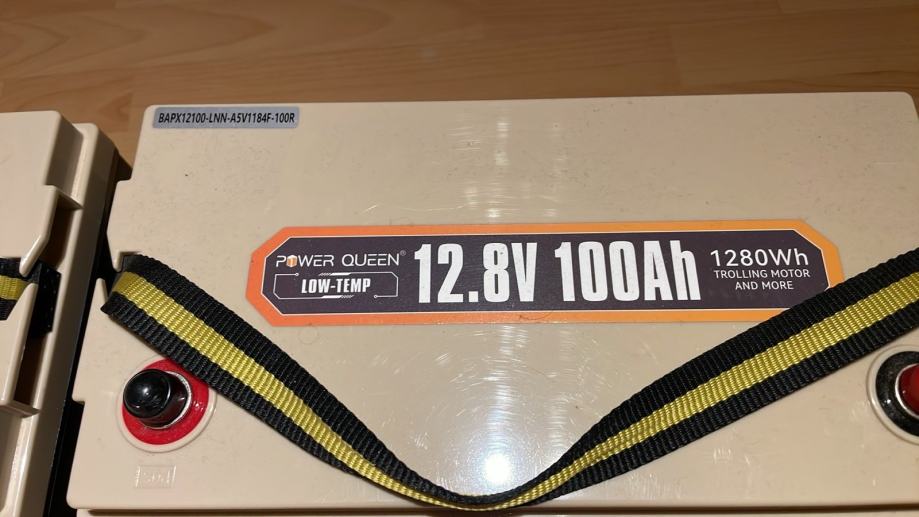 BAPX12100-LNN-A5V1184F-100R
POWER QUEEN®
LOW-TEMP
12.8V 100Ah
1280Wh
TROLLING MOTOR
AND MORE